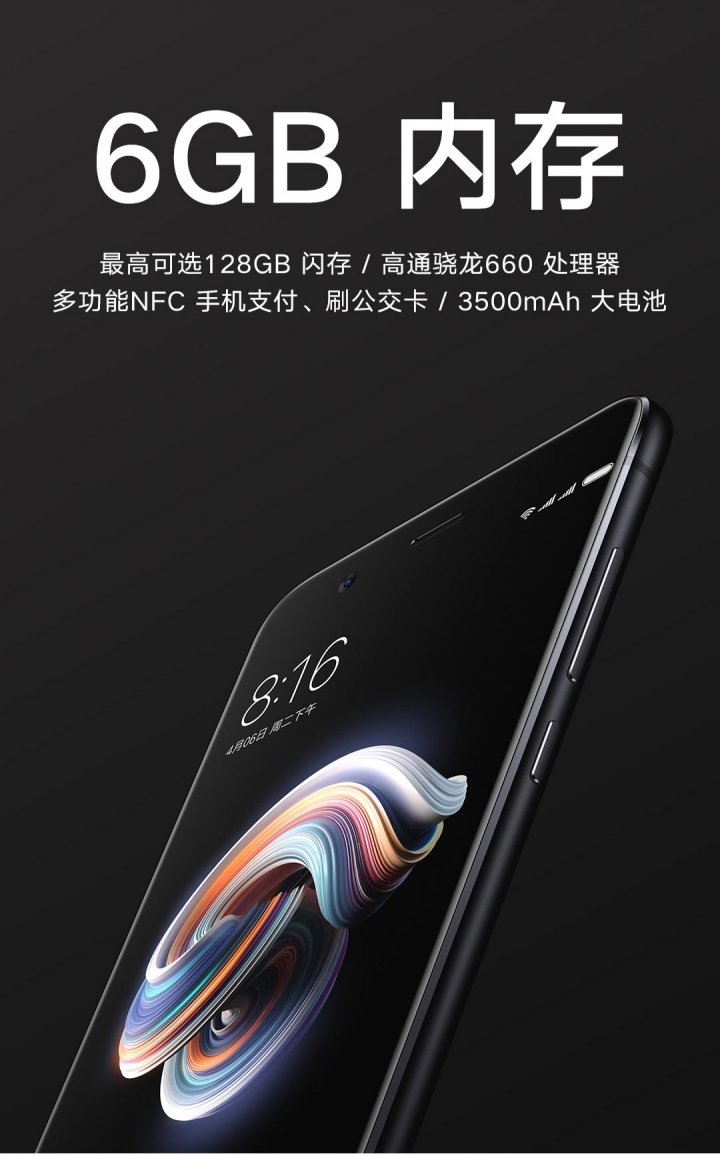 6GB 内存
最高可选128GB 闪存 / 高通骁龙660 处理器
多功能NFC 手机支付、刷公交卡 / 3500mAh 大电池
8:16
4月06日 周二下午